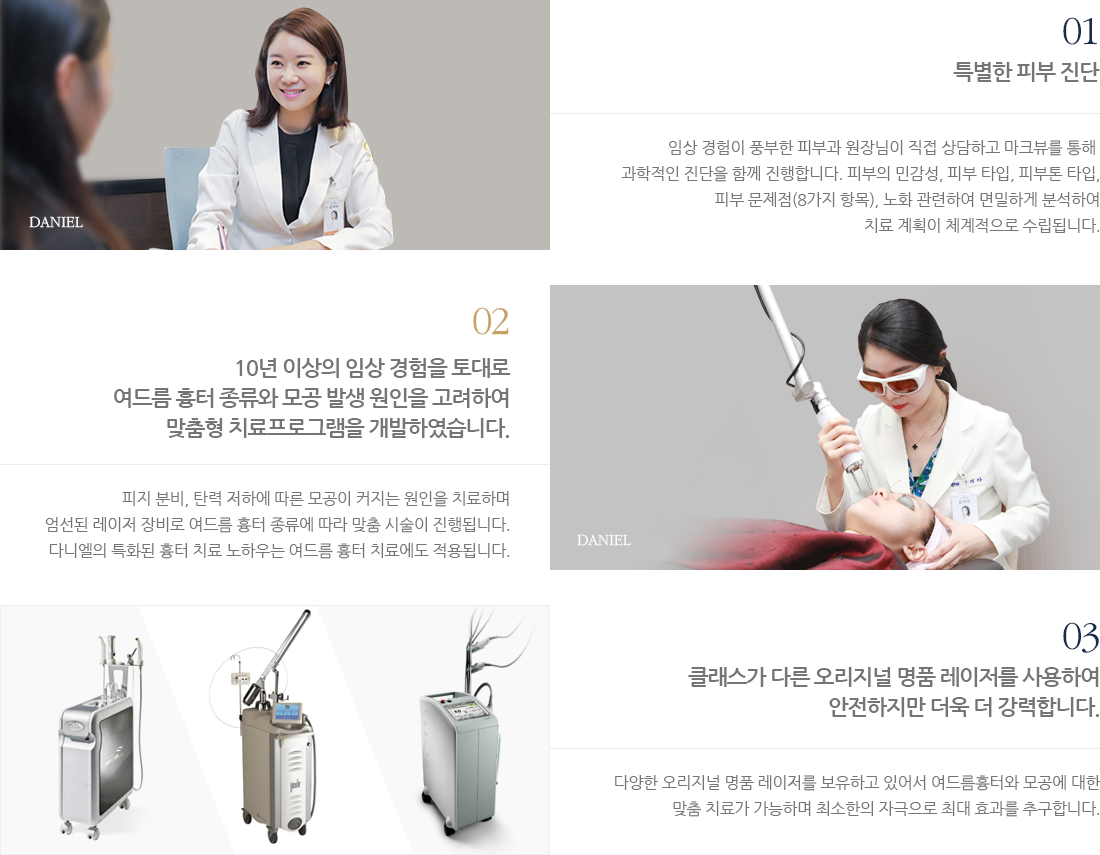 01
특별한 피부 진단
임상 경험이 풍부한 피부과 원장님이 직접 상담하고 마크뷰를 통해
과학적인 진단을 함께 진행합니다. 피부의 민감성, 피부 타입, 피부톤 타입,
피부 문제점(8가지 항목), 노화 관련하여 면밀하게 분석하여
치료 계획이 체계적으로 수립됩니다.
DANIEL
02
10년 이상의 임상 경험을 토대로
여드름 흉터 종류와 모공 발생 원인을 고려하여
맞춤형 치료프로그램을 개발하였습니다.
피지 분비, 탄력 저하에 따른 모공이 커지는 원인을 치료하며
엄선된 레이저 장비로 여드름 흉터 종류에 따라 맞춤 시술이 진행됩니다.
다니엘의 특화된 흉터 치료 노하우는 여드름 흉터 치료에도 적용됩니다.
DANIEL
03
클래스가 다른 오리지널 명품 레이저를 사용하여
안전하지만 더욱 더 강력합니다.
다양한 오리지널 명품 레이저를 보유하고 있어서 여드름흉터와 모공에 대한
맞춤 치료가 가능하며 최소한의 자극으로 최대 효과를 추구합니다.
joule